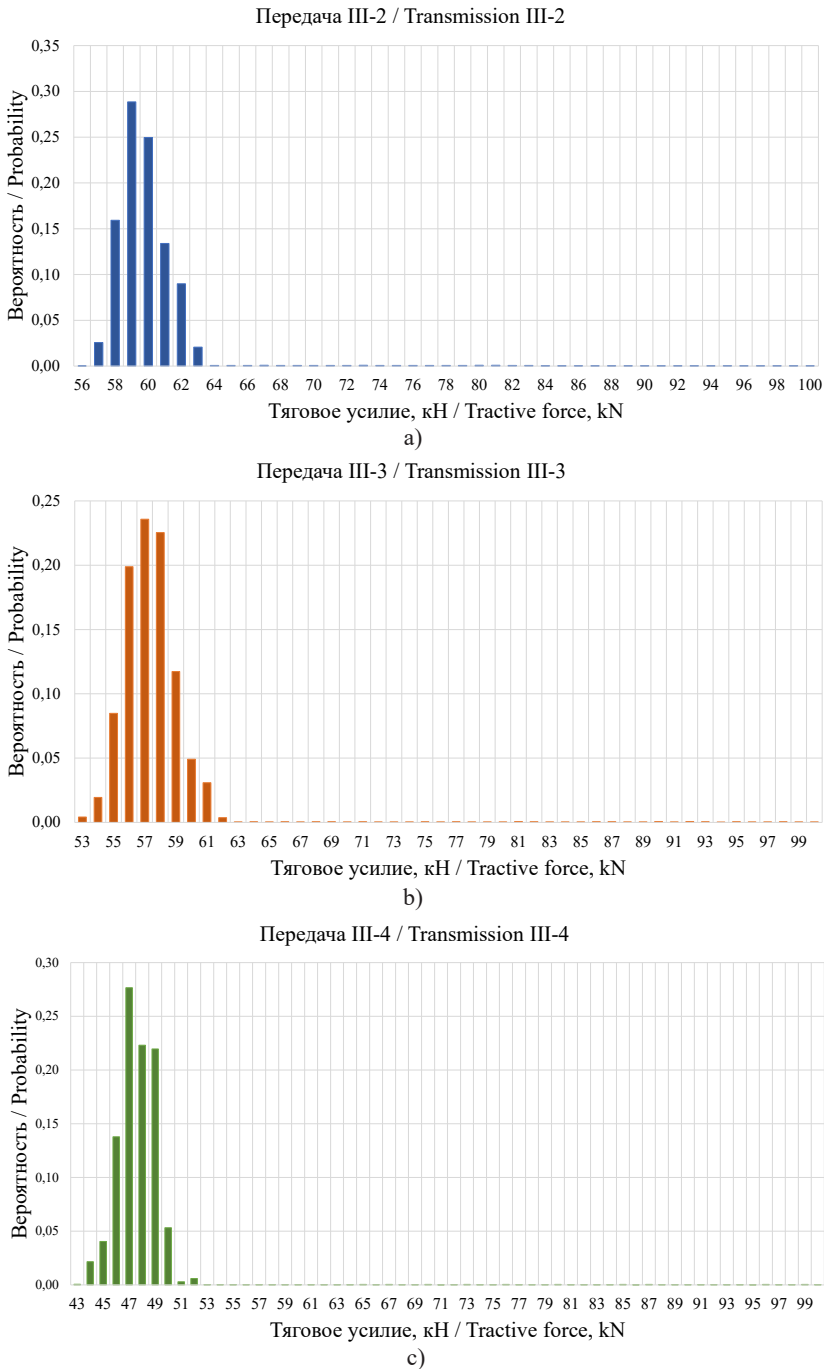 Передача III-2 / Transmission III-2
Вероятность / Probability
0,35
0,30
0,25
0,20
0,15
0,10
0,05
0,00
56 58 60 62 64 66 68 70 72 74 76 78 80 82 84 86 88 90 92 94 96 98 100
Тяговое усилие, кН / Tractive force, kN
a)
Передача III-3 / Transmission III-3
Вероятность / Probability
0,25
0,20
0,15
0,10
0,05
0,00
53 55 57 59 61 63 65 67 69 71 73 75 77 79 81 83 85 87 89 91 93 95 97 99
Тяговое усилие, кН / Tractive force, kN
b)
Передача III-4 / Transmission III-4
Вероятность / Probability
0,30
0,25
0,20
0,15
0,10
0,05
0,00
43 45 47 49 51 53 55 57 59 61 63 65 67 69 71 73 75 77 79 81 83 85 87 89 91 93 95 97 99
Тяговое усилие, кН / Tractive force, kN
c)